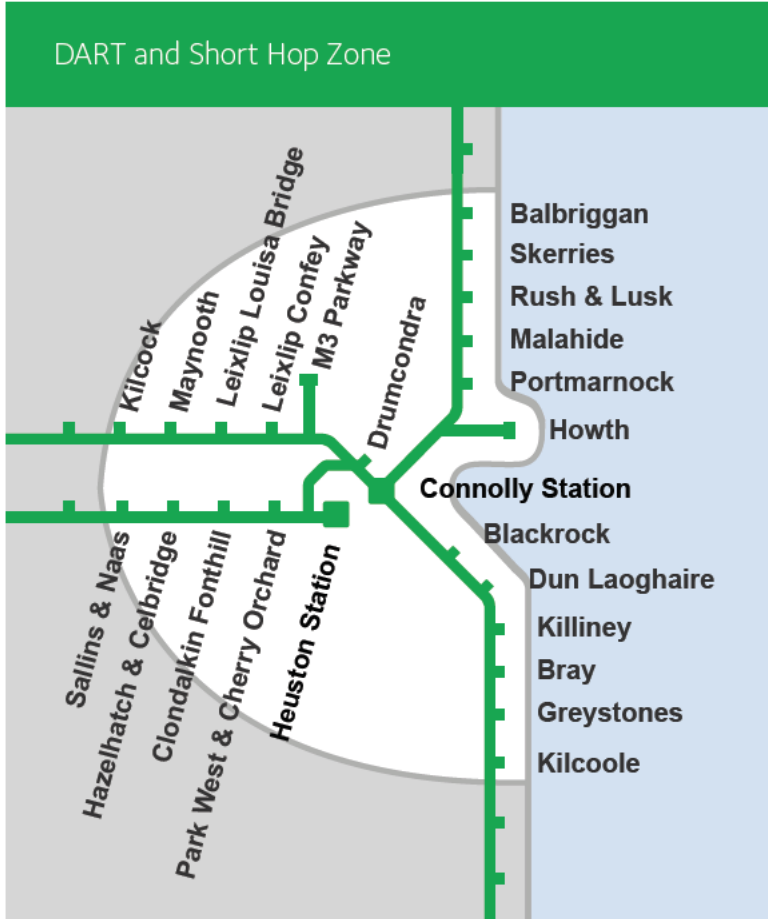 DART and Short Hop Zone
Kilcock
Maynooth
Leixlip Louisa Bridge
Leixlip Confey
M3 Parkway
Drumcondra
Balbriggan
Skerries
Rush & Lusk
Malahide
Portmarnock
Howth
Connolly Station
Blackrock
Dun Laoghaire
Killiney
Bray
Greystones
Kilcoole
Sallins & Naas
Hazelhatch & Celbridge
Clondalkin Fonthill
Park West & Cherry Orchard
Heuston Station